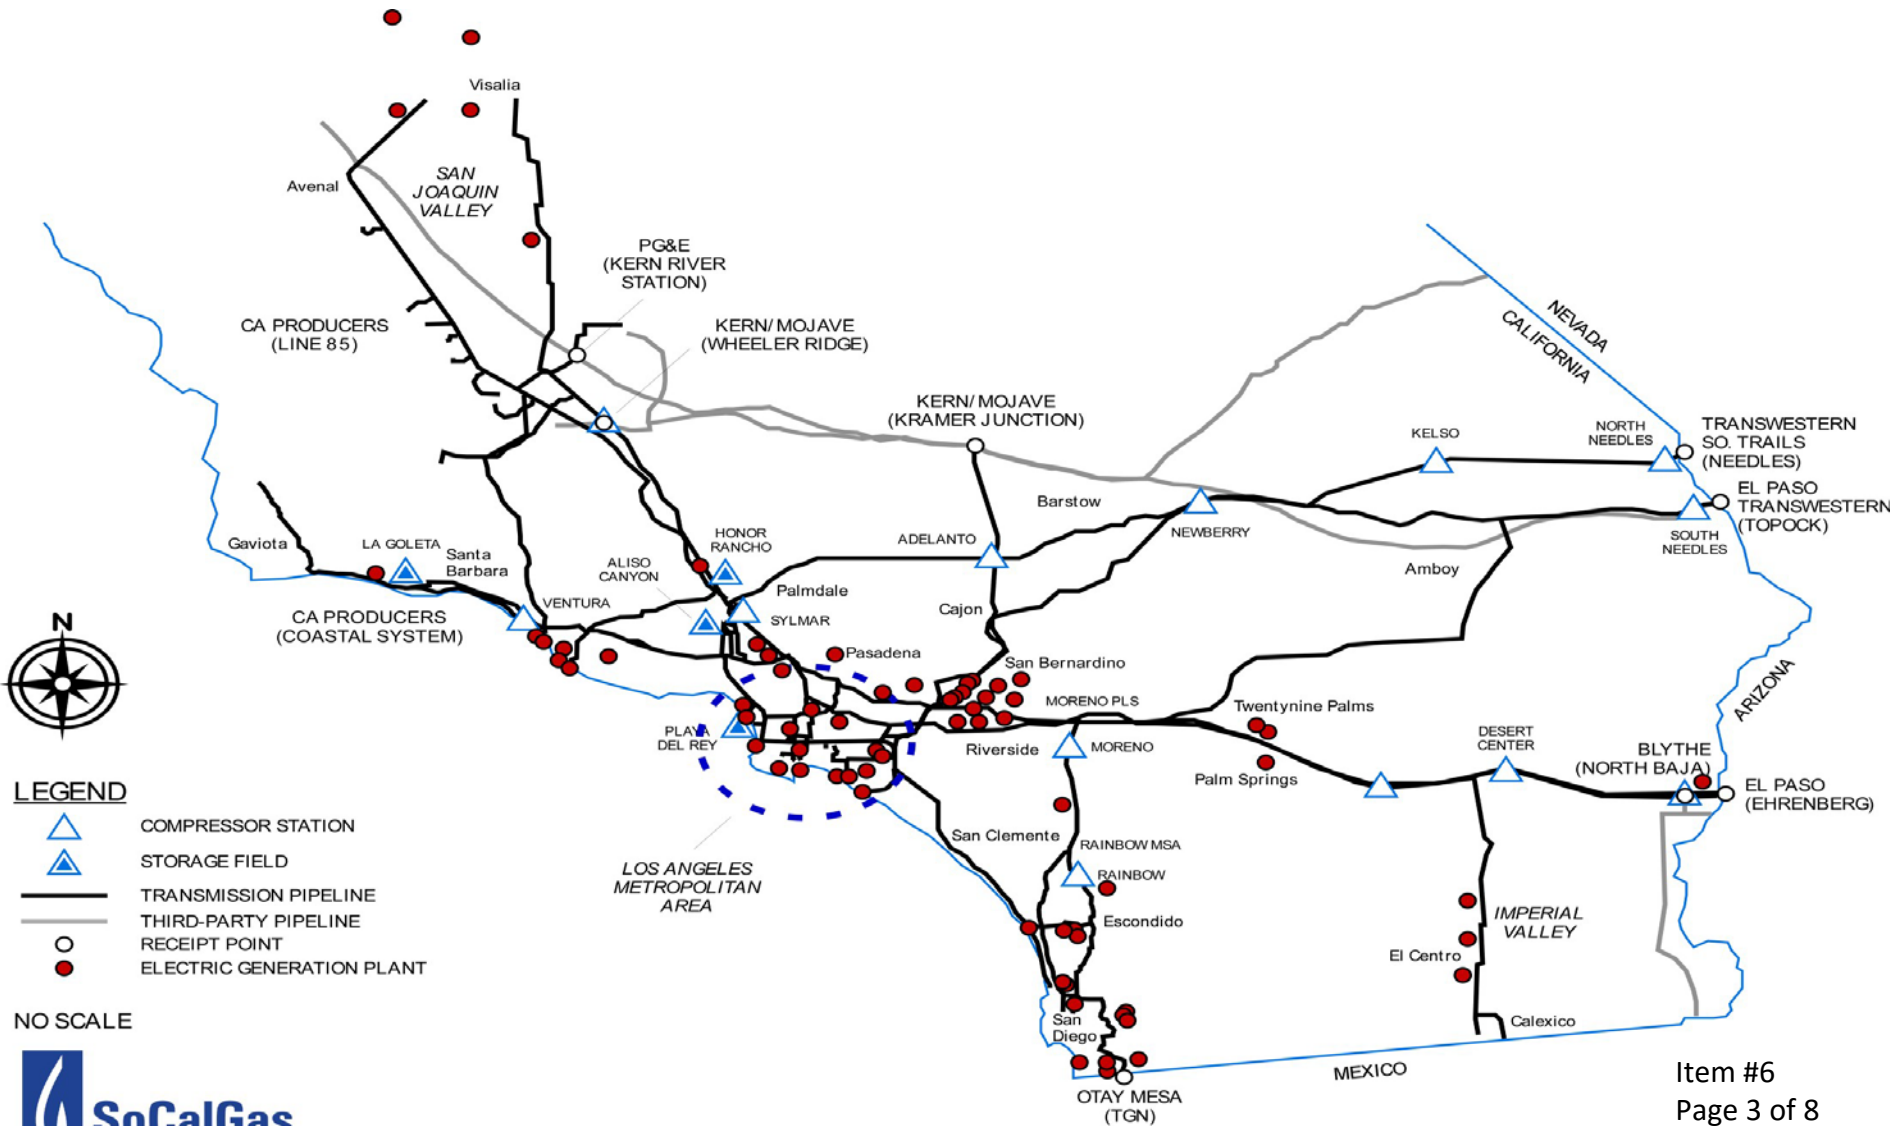 Visalia
SAN
JOAQUIN
VALLEY
Avenal
PG&E
(KERN RIVER
STATION)
CA PRODUCERS
(LINE 85)
KERN/ MOJAVE
(WHEELER RIDGE)
KERN/ MOJAVE
(KRAMER JUNCTION)
NEVADA
CALIFORNIA
KELSO
NORTH
NEEDLES
TRANSWESTERN
SO. TRAILS
(NEEDLES)
EL PASO
TRANSWESTERN
(TOPOCK)
SOUTH
NEEDLES
Barstow
NEWBERRY
Amboy
ADELANTO
Cajon
Gaviota
LA GOLETA
Santa
Barbara
HONOR
RANCHO
ALISO
CANYON
Palmdale
SYLMAR
VENTURA
CA PRODUCERS
(COASTAL SYSTEM)
N
Pasadena
San Bernardino
MORENO PLS
Twentynine Palms
ARIZONA
PLAYA
DEL REY
Riverside
MORENO
Palm Springs
DESERT
CENTER
BLYTHE
(NORTH BAJA)
EL PASO
(EHRENBERG)
LEGEND
COMPRESSOR STATION
STORAGE FIELD
TRANSMISSION PIPELINE
THIRD-PARTY PIPELINE
RECEIPT POINT
ELECTRIC GENERATION PLANT
NO SCALE
LOS ANGELES
METROPOLITAN
AREA
San Clemente
RAINBOW MSA
RAINBOW
Escondido
IMPERIAL
VALLEY
El Centro
San
Diego
Calexico
MEXICO
OTAY MESA
(TGN)
SoCalGas
Item #6
Page 3 of 8